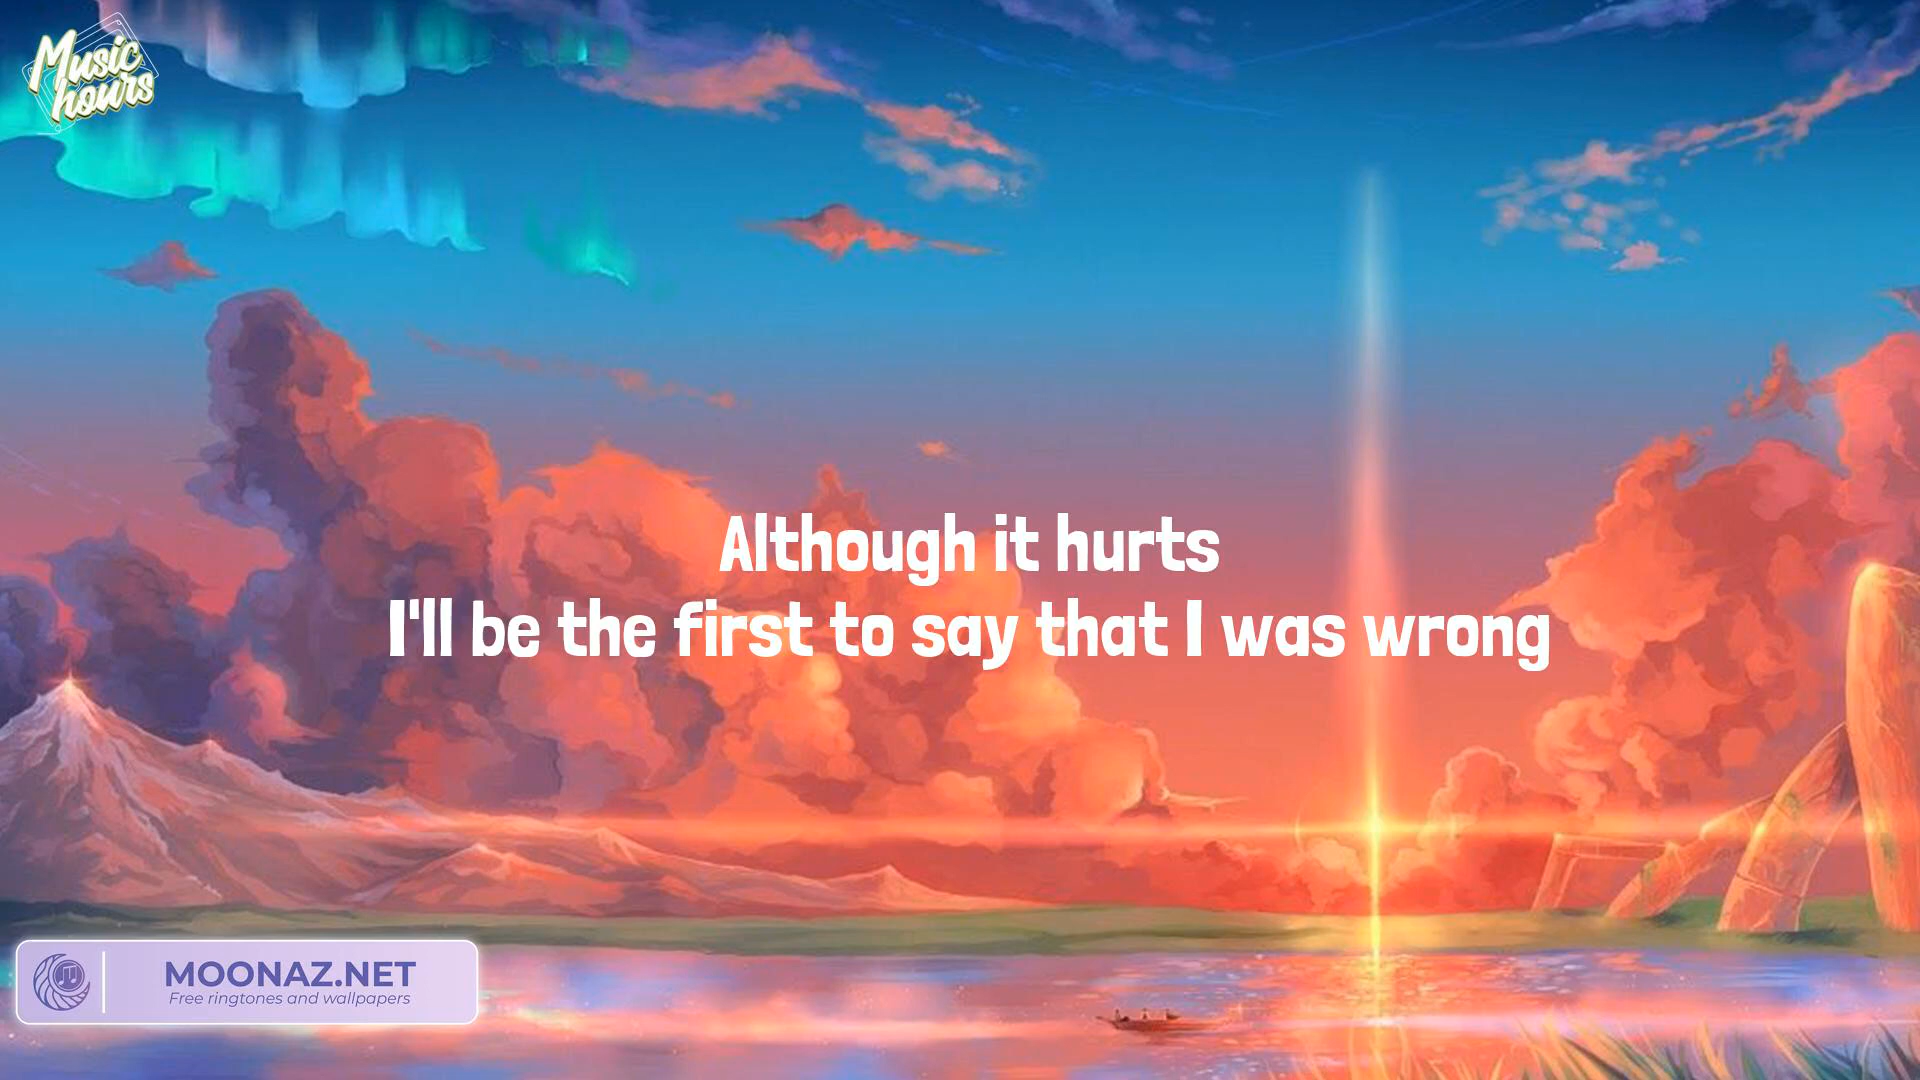 Music
hours
Although it hurts
I'll be the first to say that I was wrong
MOONAZ.NET
Free ringtones and wallpapers